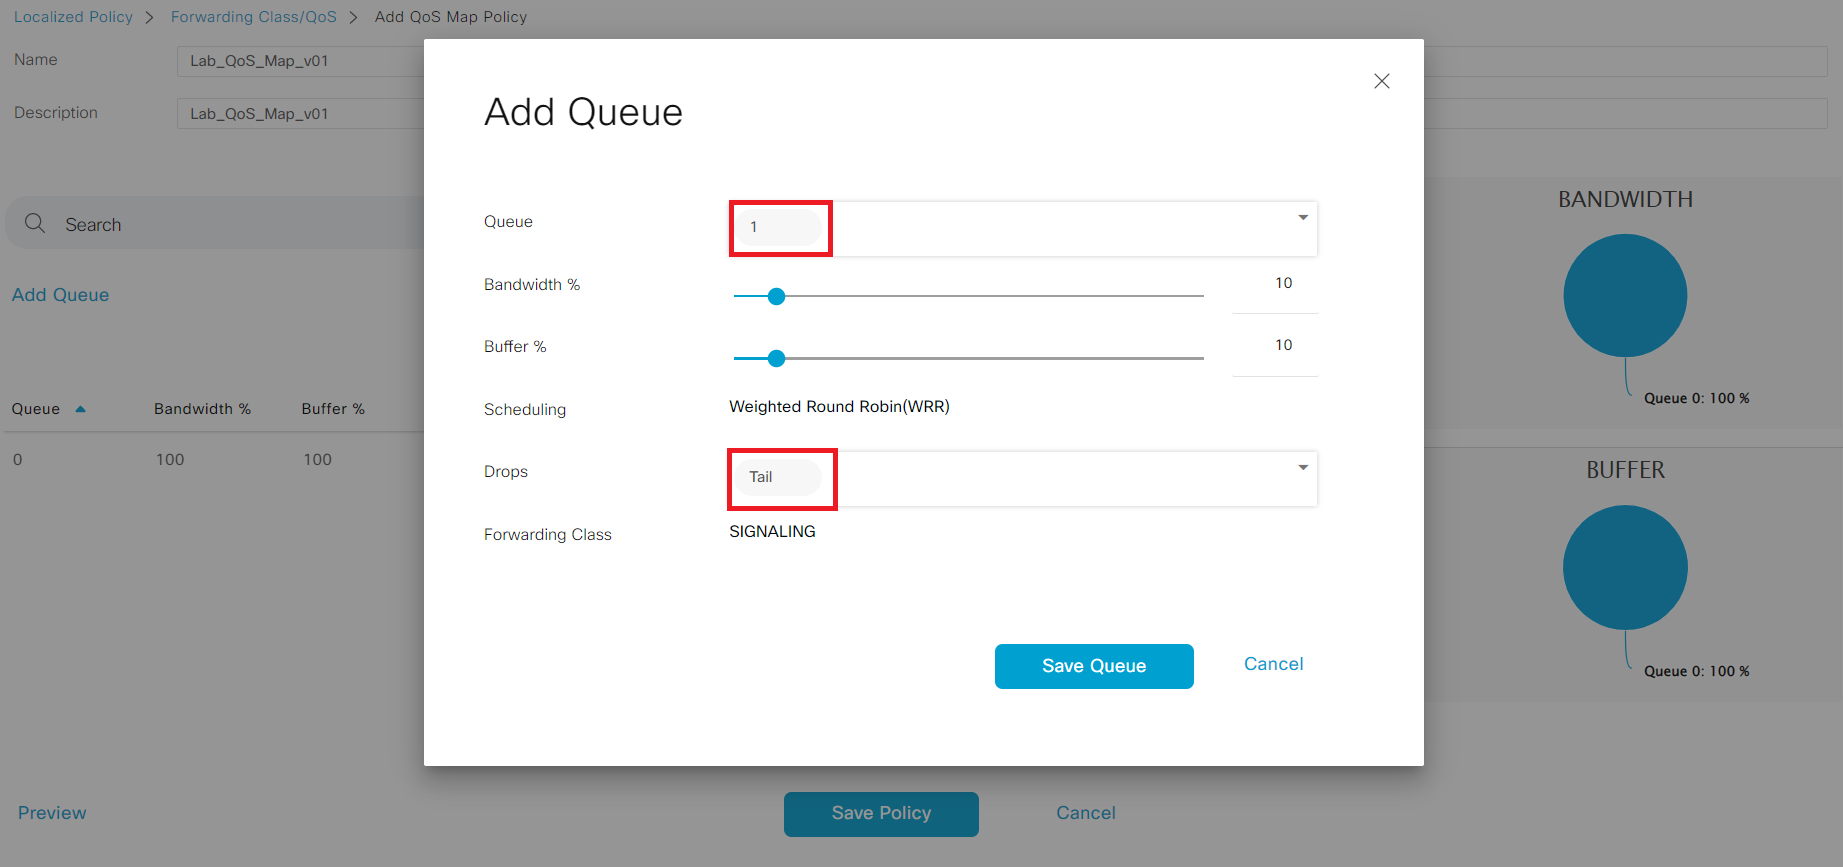 Localized Policy > Forwarding Class/QoS > Add QoS Map Policy
Name
Lab_QoS_Map_v01
Description
Lab_QoS_Map_v01
Search
Add Queue
Queue Bandwidth % Buffer %
0 100 100
Add Queue
Queue 1
Bandwidth % 10
Buffer % 10
Scheduling Weighted Round Robin(WRR)
Drops Tail
Forwarding Class SIGNALING
Save Queue Cancel
BANDWIDTH
Queue 0: 100 %
BUFFER
Queue 0: 100 %
Preview Save Policy Cancel